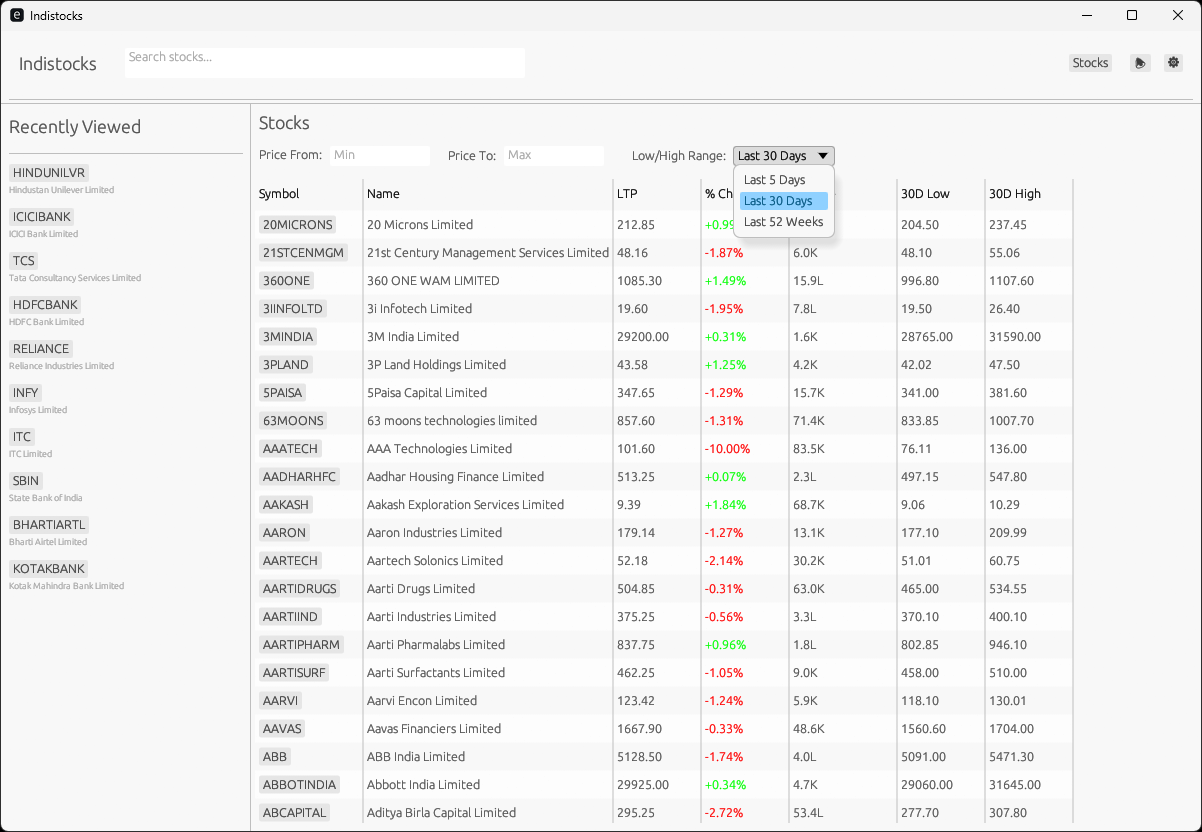 Indistocks
Indistocks
Search stocks...
Stocks
Recently Viewed
HINDUNILVR
Hindustan Unilever Limited
ICICIBANK
ICICI Bank Limited
TCS
Tata Consultancy Services Limited
HDFCBANK
HDFC Bank Limited
RELIANCE
Reliance Industries Limited
INFY
Infosys Limited
ITC
ITC Limited
SBIN
State Bank of India
BHARTIARTL
Bharti Airtel Limited
KOTAKBANK
Kotak Mahindra Bank Limited
Stocks
Price From: Min Price To: Max Low/High Range: Last 30 Days
Last 5 Days
Last 30 Days
Last 52 Weeks
Symbol Name LTP % Ch 30D Low 30D High
20MICRONS 20 Microns Limited 212.85 +0.99 204.50 237.45
21STCENMGM 21st Century Management Services Limited 48.16 -1.87% 6.0K 48.10 55.06
360ONE 360 ONE WAM LIMITED 1085.30 +1.49% 15.9L 996.80 1107.60
3IINFOLTD 3i Infotech Limited 19.60 -1.95% 7.8L 19.50 26.40
3MINDIA 3M India Limited 29200.00 +0.31% 1.6K 28765.00 31590.00
3PLAND 3P Land Holdings Limited 43.58 +1.25% 4.2K 42.02 47.50
5PAISA 5Paisa Capital Limited 347.65 -1.29% 15.7K 341.00 381.60
63MOONS 63 moons technologies limited 857.60 -1.31% 71.4K 833.85 1007.70
AAATECH AAA Technologies Limited 101.60 -10.00% 83.5K 76.11 136.00
AADHARHFC Aadhar Housing Finance Limited 513.25 +0.07% 2.3L 497.15 547.80
AAKASH Aakash Exploration Services Limited 9.39 +1.84% 68.7K 9.06 10.29
AARON Aaron Industries Limited 179.14 -1.27% 13.1K 177.10 209.99
AARTECH Aartech Solonics Limited 52.18 -2.14% 30.2K 51.01 60.75
AARTIDRUGS Aarti Drugs Limited 504.85 -0.31% 63.0K 465.00 534.55
AARTIIND Aarti Industries Limited 375.25 -0.56% 3.3L 370.10 400.10
AARTIPHARM Aarti Pharmalabs Limited 837.75 +0.96% 1.8L 802.85 946.10
AARTISURF Aarti Surfactants Limited 462.25 -1.05% 9.0K 458.00 510.00
AARVI Aarvi Encon Limited 123.42 -1.24% 5.9K 118.10 130.01
AAVAS Aavas Financiers Limited 1667.90 -0.33% 48.6K 1560.60 1704.00
ABB ABB India Limited 5128.50 -1.74% 4.0L 5091.00 5471.30
ABBOTINDIA Abbott India Limited 29925.00 +0.34% 4.7K 29060.00 31645.00
ABCAPITAL Aditya Birla Capital Limited 295.25 -2.72% 53.4L 277.70 307.80